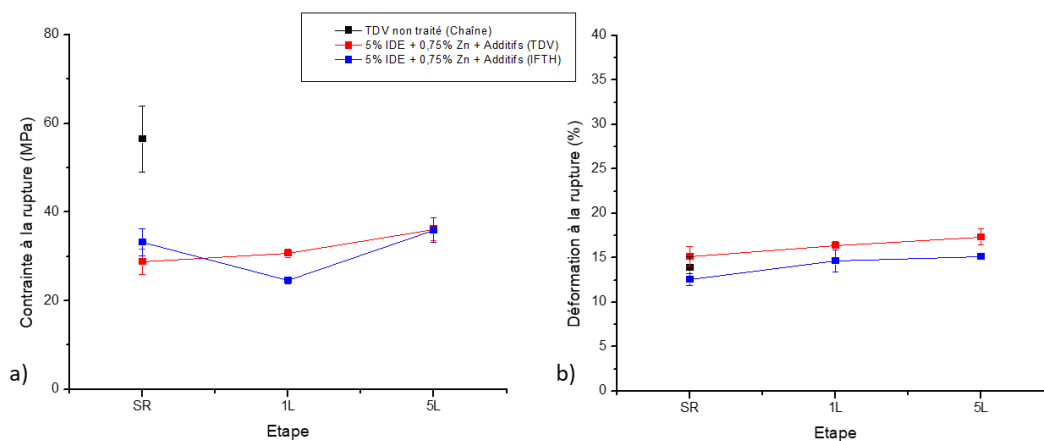 TDV non traité (Chaîne)
5% IDE + 0,75% Zn + Additifs (TDV)
5% IDE + 0,75% Zn + Additifs (IFTH)
Contrainte à la rupture (MPa)
80
60
40
20
0
SR
1L
5L
Etape
a)
Déformation à la rupture (%)
40
35
30
25
20
15
10
5
0
SR
1L
5L
Etape
b)